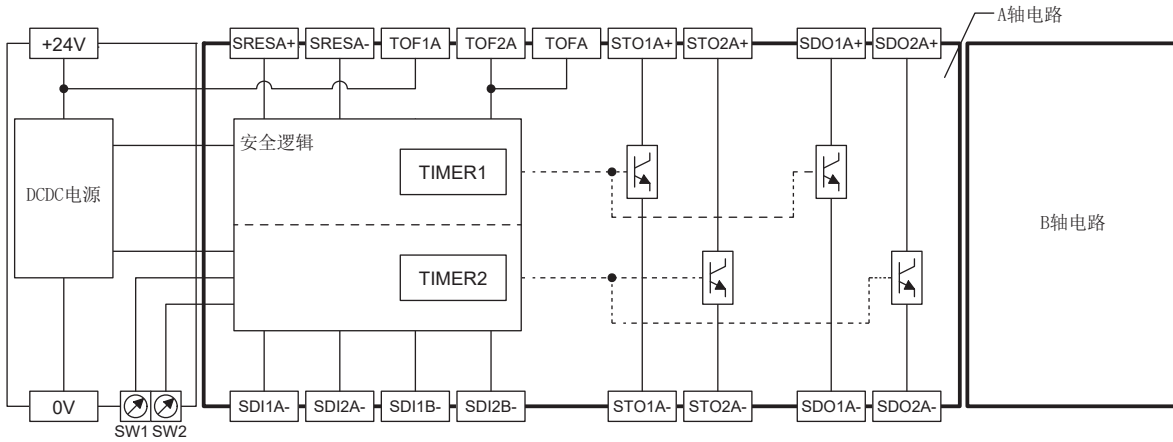 A轴电路
+24V
SRESA+
SRESA-
TOF1A
TOF2A
TOFA
STO1A+
STO2A+
SDO1A+
SDO2A+
安全逻辑
TIMER1
DCDC电源
B轴电路
TIMER2
0V
SW1
SW2
SDI1A-
SDI2A-
SDI1B-
SDI2B-
STO1A-
STO2A-
SDO1A-
SDO2A-